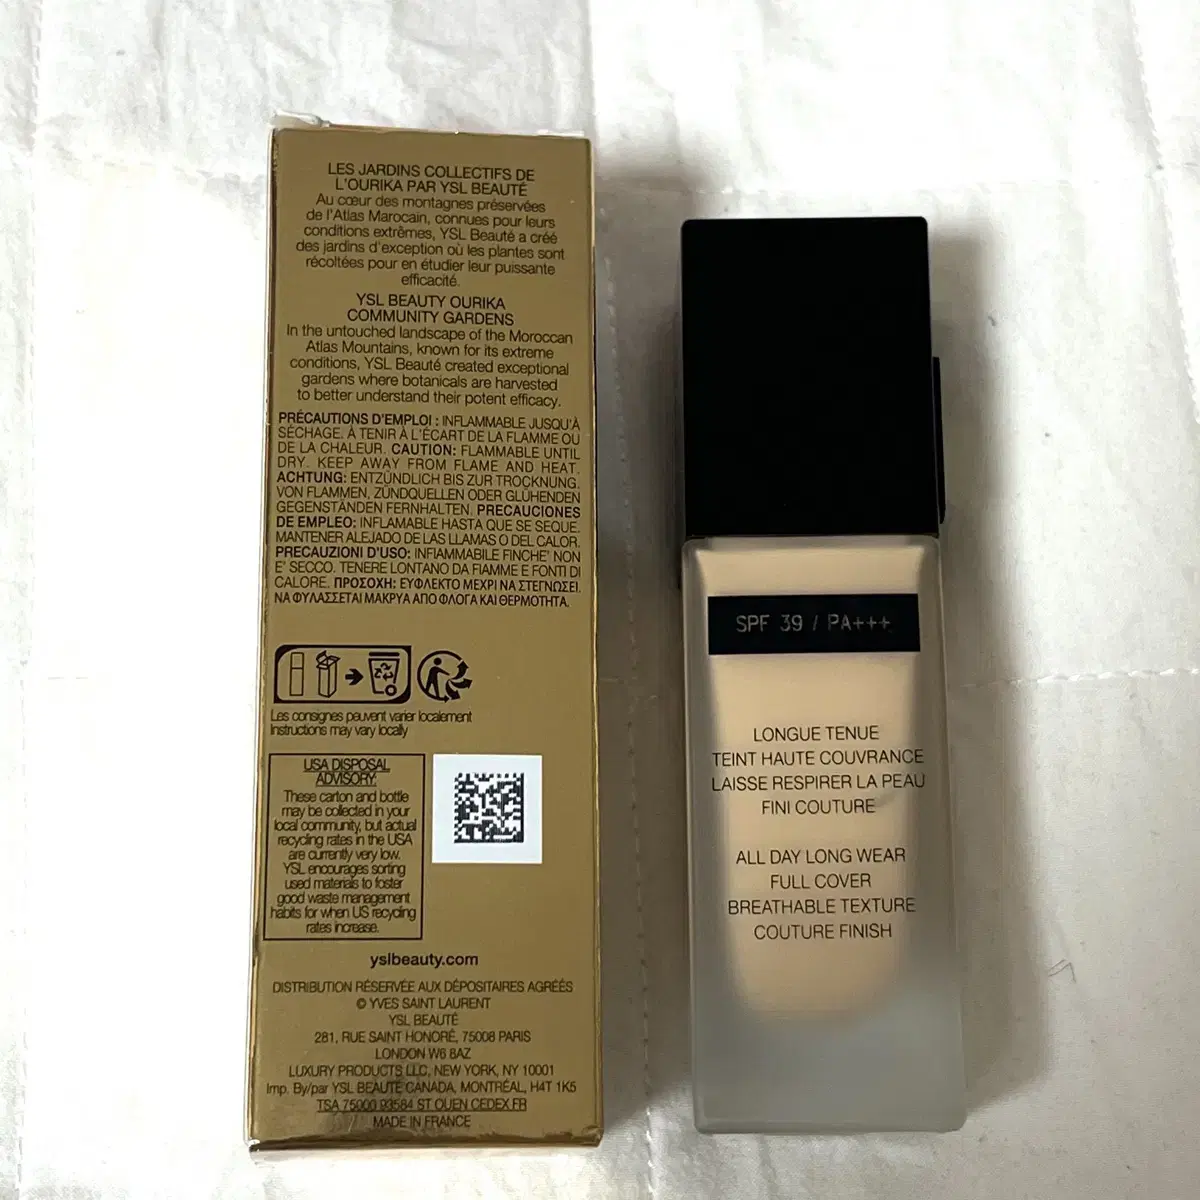 LES JARDINS COLLECTIFS DE
L'OURIKA PAR YSL BEAUTÉ
Au cœur des montagnes préservées
de l'Atlas Marocain, connues pour leurs
conditions extrêmes, YSL Beauté a créé
des jardins d'exception où les plantes sont
récoltées pour en étudier leur puissante
efficacité.
YSL BEAUTY OURIKA
COMMUNITY GARDENS
In the untouched landscape of the Moroccan
Atlas Mountains, known for its extreme
conditions, YSL Beauté created exceptional
gardens where botanicals are harvested
to better understand their potent efficacy.
PRÉCAUTIONS D'EMPLOI : INFLAMMABLE JUSQU'À
SÉCHAGE. À TENIR À L'ÉCART DE LA FLAMME OU
DE LA CHALEUR. CAUTION: FLAMMABLE UNTIL
DRY. KEEP AWAY FROM FLAME AND HEAT.
ACHTUNG: ENTZÜNDLICH BIS ZUR TROCKNUNG.
VON FLAMMEN, ZÜNDQUELLEN ODER GLÜHENDEN
GEGENSTÄNDEN FERNHALTEN. PRECAUCIONES
DE EMPLEO: INFLAMABLE HASTA QUE SE SEQUE.
MANTENER ALEJADO DE LAS LLAMAS O DEL CALOR.
PRECAUZIONI D'USO: INFIAMMABILE FINCHE' NON
E' SECCO. TENERE LONTANO DA FIAMME E FONTI DI
CALORE. ΠΡΟΣΟΧΗ: ΕΥΦΛΕΚΤΟ ΜΕΧΡΙ ΝΑ ΣΤΕΓΝΩΣΕΙ.
ΝΑ ΦΥΛΑΣΣΕΤΑΙ ΜΑΚΡΥΑ ΑΠΟ ΦΛΟΓΑ ΚΑΙ ΘΕΡΜΟΤΗΤΑ.
Les consignes peuvent varier localement
Instructions may vary locally
USA DISPOSAL
ADVISORY:
These carton and bottle
may be collected in your
local community, but actual
recycling rates in the USA
are currently very low.
YSL encourages sorting
used materials to foster
good waste management
habits for when US recycling
rates increase.
yslbeauty.com
DISTRIBUTION RÉSERVÉE AUX DÉPOSITAIRES AGRÉÉS
© YVES SAINT LAURENT
YSL BEAUTÉ
281, RUE SAINT HONORÉ, 75008 PARIS
LONDON W6 8AZ
LUXURY PRODUCTS LLC, NEW YORK, NY 10001
Imp. By/par YSL BEAUTÉ CANADA, MONTRÉAL, H4T 1K5
TSA 75000 93584 ST OUEN CEDEX FR
MADE IN FRANCE
SPF 39 / PA+++
LONGUE TENUE
TEINT HAUTE COUVRANCE
LAISSE RESPIRER LA PEAU
FINI COUTURE
ALL DAY LONG WEAR
FULL COVER
BREATHABLE TEXTURE
COUTURE FINISH